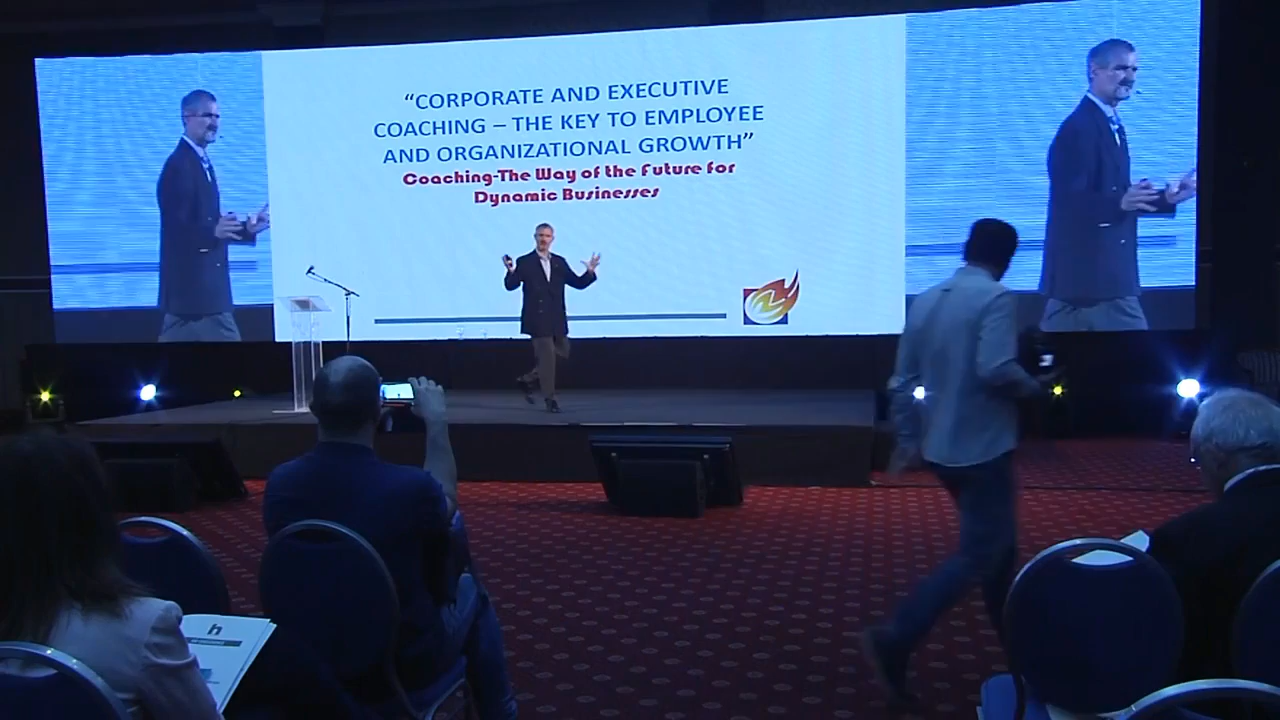 “CORPORATE AND EXECUTIVE
COACHING – THE KEY TO EMPLOYEE
AND ORGANIZATIONAL GROWTH”
Coaching-The Way of the Future for
Dynamic Businesses
h